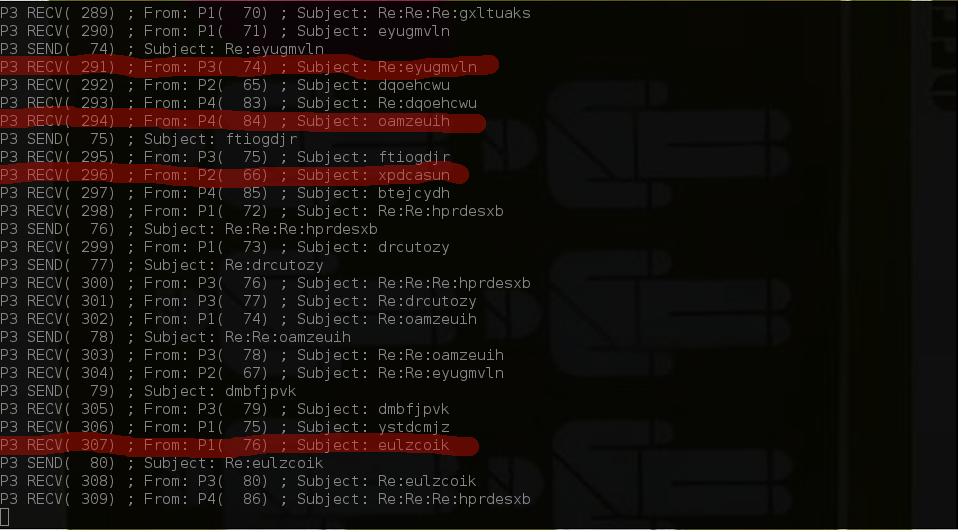 P3 RECV( 289) ; From: P1(  70) ; Subject: Re:Re:Re:gxltuaks
P3 RECV( 290) ; From: P1(  71) ; Subject: eyugmvln
P3 SEND(  74) ; Subject: Re:eyugmvln
P3 RECV( 291) ; From: P3(  74) ; Subject: Re:eyugmvln
P3 RECV( 292) ; From: P2(  65) ; Subject: dqoehcwu
P3 RECV( 293) ; From: P4(  83) ; Subject: Re:dqoehcwu
P3 RECV( 294) ; From: P4(  84) ; Subject: oamzeuih
P3 SEND(  75) ; Subject: ftiogdjr
P3 RECV( 295) ; From: P3(  75) ; Subject: ftiogdjr
P3 RECV( 296) ; From: P2(  66) ; Subject: xpdcasun
P3 RECV( 297) ; From: P4(  85) ; Subject: btejcydh
P3 RECV( 298) ; From: P1(  72) ; Subject: Re:Re:hprdesxb
P3 SEND(  76) ; Subject: Re:Re:Re:hprdesxb
P3 RECV( 299) ; From: P1(  73) ; Subject: drcutozy
P3 SEND(  77) ; Subject: Re:drcutozy
P3 RECV( 300) ; From: P3(  76) ; Subject: Re:Re:Re:hprdesxb
P3 RECV( 301) ; From: P3(  77) ; Subject: Re:drcutozy
P3 RECV( 302) ; From: P1(  74) ; Subject: Re:oamzeuih
P3 SEND(  78) ; Subject: Re:Re:oamzeuih
P3 RECV( 303) ; From: P3(  78) ; Subject: Re:Re:oamzeuih
P3 RECV( 304) ; From: P2(  67) ; Subject: Re:Re:eyugmvln
P3 SEND(  79) ; Subject: dmbfjpvk
P3 RECV( 305) ; From: P3(  79) ; Subject: dmbfjpvk
P3 RECV( 306) ; From: P1(  75) ; Subject: ystdcmjz
P3 RECV( 307) ; From: P1(  76) ; Subject: eulzcoik
P3 SEND(  80) ; Subject: Re:eulzcoik
P3 RECV( 308) ; From: P3(  80) ; Subject: Re:eulzcoik
P3 RECV( 309) ; From: P4(  86) ; Subject: Re:Re:Re:hprdesxb